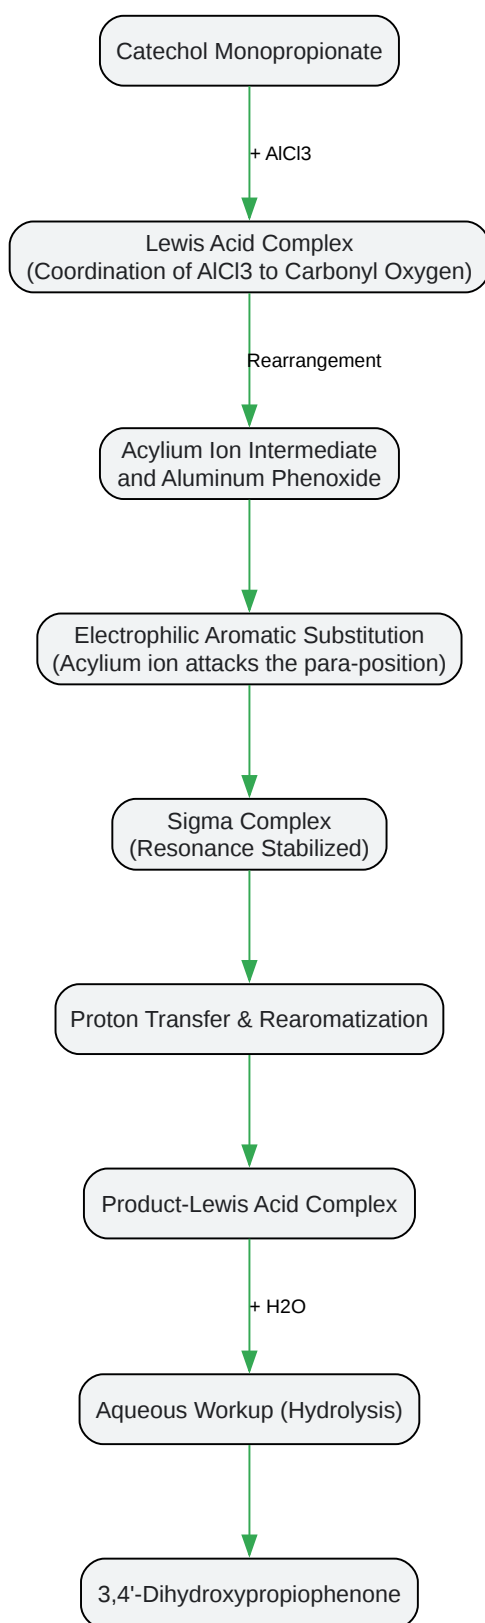 Catechol Monopropionate
+ AlCl3
Lewis Acid Complex
(Coordination of AlCl3 to Carbonyl Oxygen)
Rearrangement
Acylium Ion Intermediate
and Aluminum Phenoxide
Electrophilic Aromatic Substitution
(Acylium ion attacks the para-position)
Sigma Complex
(Resonance Stabilized)
Proton Transfer & Rearomatization
Product-Lewis Acid Complex
+ H2O
Aqueous Workup (Hydrolysis)
3,4'-Dihydroxypropiophenone